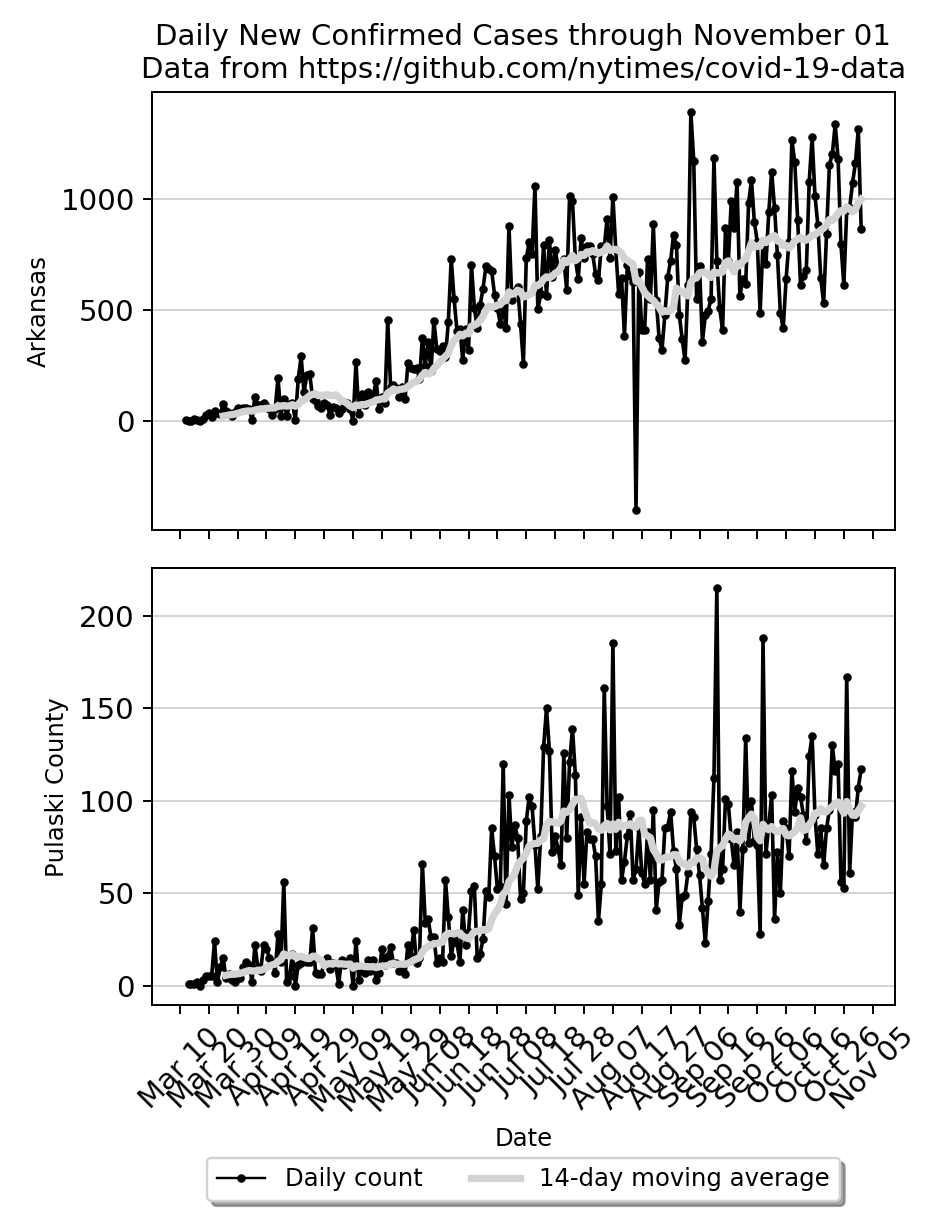 Daily New Confirmed Cases through November 01
Data from https://github.com/nytimes/covid-19-data
Arkansas
1000
500
0
Pulaski County
200
150
100
50
0
Mar 10
Mar 20
Mar 30
Apr 09
Apr 19
Apr 29
May 09
May 19
May 29
Jun 08
Jun 18
Jun 28
Jul 08
Jul 18
Jul 28
Aug 07
Aug 17
Aug 27
Sep 06
Sep 16
Sep 26
Oct 06
Oct 16
Oct 26
Nov 05
Date
Daily count
14-day moving average